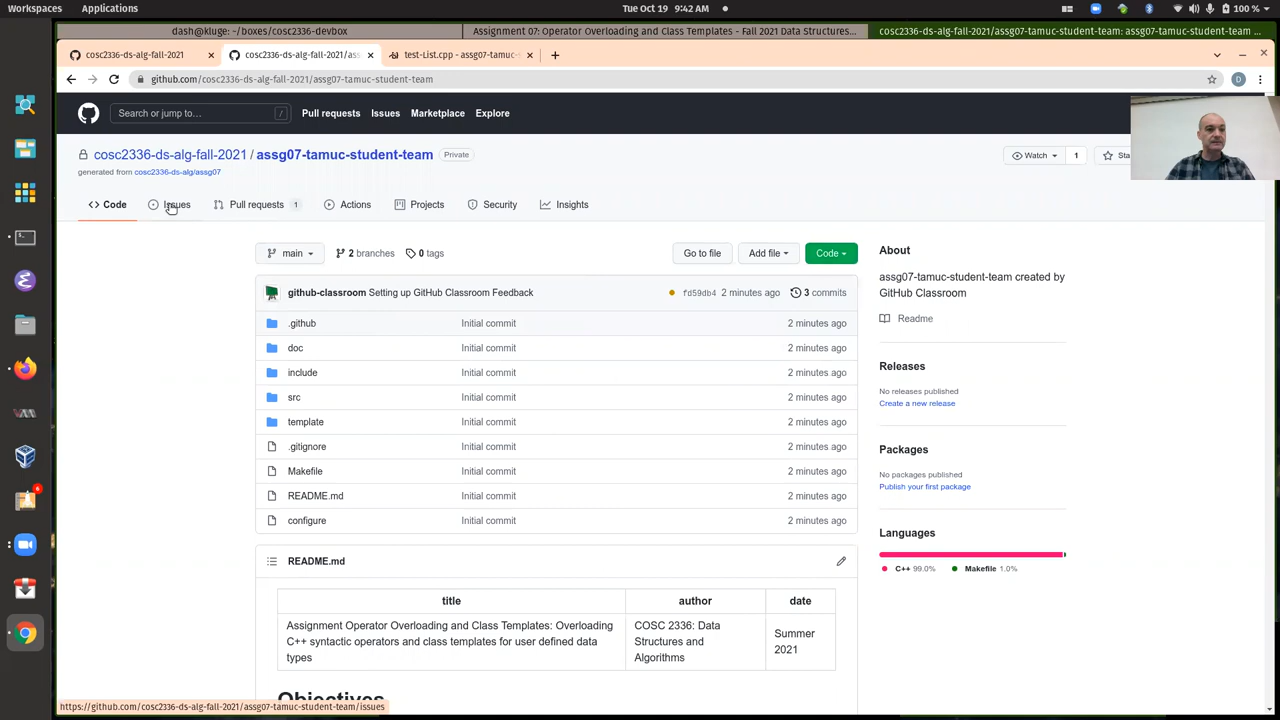 Workspaces
Applications
Tue Oct 19 9:42 AM
100 %
dash@kluge: ~/boxes/cosc2336-devbox
Assignment 07: Operator Overloading and Class Templates - Fall 2021 Data Structures...
cosc2336-ds-alg-fall-2021/assg07-tamuc-student-team: assg07-tamuc-student-team ...
cosc2336-ds-alg-fall-2021
cosc2336-ds-alg-fall-2021/ass
test-List.cpp - assg07-tamuc-s
github.com/cosc2336-ds-alg-fall-2021/assg07-tamuc-student-team
D
Search or jump to…
/
Pull requests
Issues
Marketplace
Explore
cosc2336-ds-alg-fall-2021 / assg07-tamuc-student-team
Private
generated from cosc2336-ds-alg/assg07
Watch
1
Sta
Code
Issues
Pull requests 1
Actions
Projects
Security
Insights
main
2 branches
0 tags
Go to file
Add file
Code
github-classroom Setting up GitHub Classroom Feedback
fd59db4 2 minutes ago
3 commits
.github Initial commit 2 minutes ago
doc Initial commit 2 minutes ago
include Initial commit 2 minutes ago
src Initial commit 2 minutes ago
template Initial commit 2 minutes ago
.gitignore Initial commit 2 minutes ago
Makefile Initial commit 2 minutes ago
README.md Initial commit 2 minutes ago
configure Initial commit 2 minutes ago
About
assg07-tamuc-student-team created by
GitHub Classroom
Readme
Releases
No releases published
Create a new release
Packages
No packages published
Publish your first package
Languages
C++ 99.0%
Makefile 1.0%
README.md
title
author
date
Assignment Operator Overloading and Class Templates: Overloading
C++ syntactic operators and class templates for user defined data
types
COSC 2336: Data
Structures and
Algorithms
Summer
2021
Objectives
6
https://github.com/cosc2336-ds-alg-fall-2021/assg07-tamuc-student-team/issues